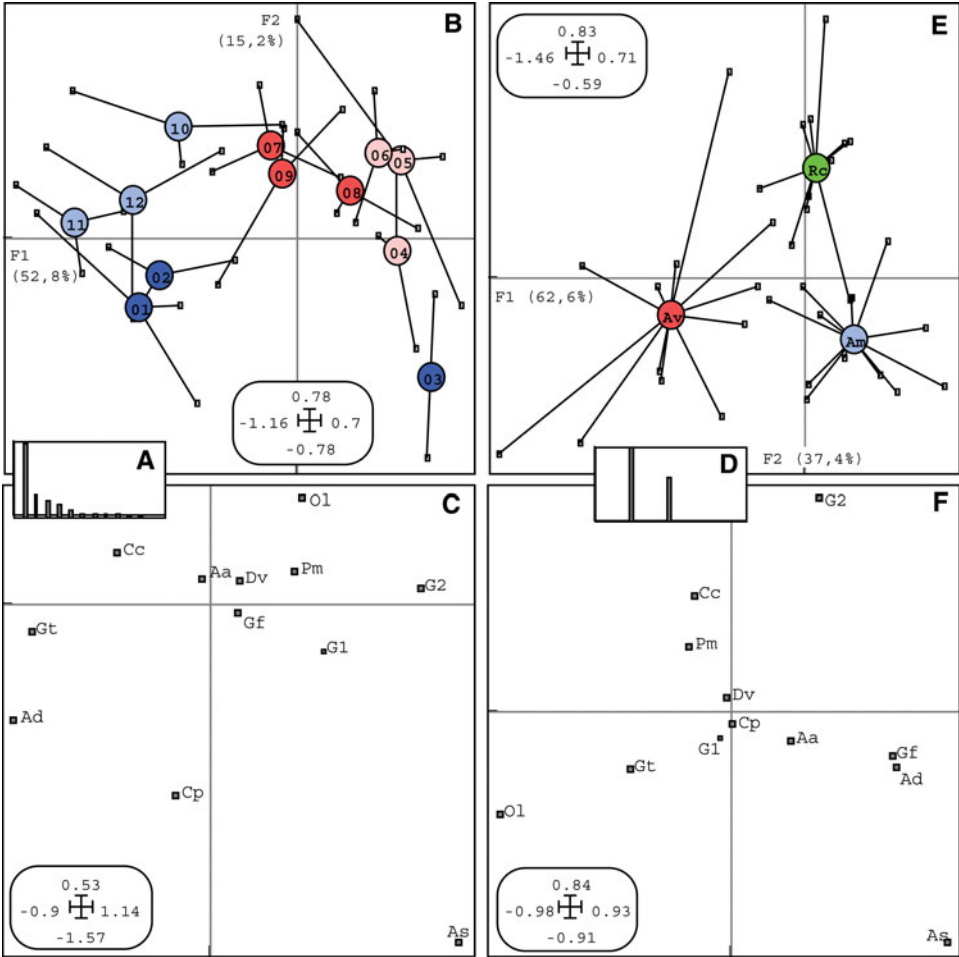 B
F2
(15,2%)
10
07
06
05
09
12
08
11
04
F1
(52,8%)
02
01
03
0.78
-1.16 0.7
-0.78
E
0.83
-1.46 0.71
-0.59
Rc
F1 (62,6%)
Av
Am
F2 (37,4%)
A
D
C
Ol
Cc
Aa
Dv
Pm
G2
Gf
Gt
G1
Ad
Cp
0.53
-0.9 1.14
-1.57
As
F
G2
Cc
Pm
Dv
Cp
G1
Aa
Gf
Gt
Ad
Ol
0.84
-0.98 0.93
-0.91
As